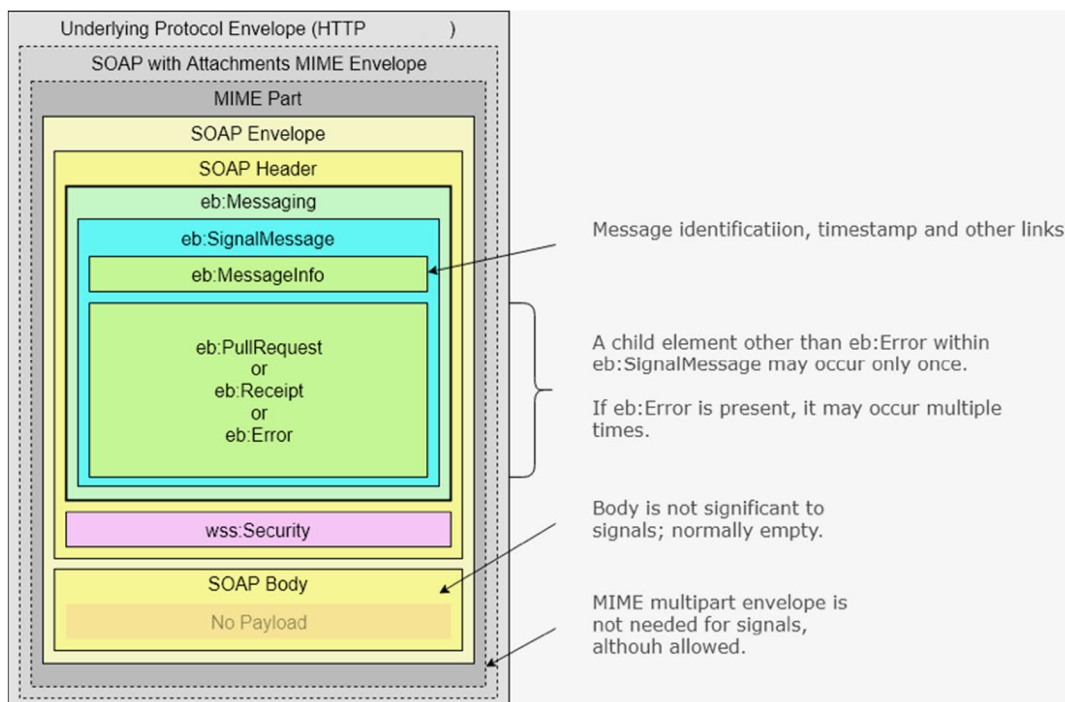 Underlying Protocol Envelope (HTTP )
SOAP with Attachments MIME Envelope
MIME Part
SOAP Envelope
SOAP Header
eb:Messaging
eb:SignalMessage
eb:MessageInfo
eb:PullRequest
or
eb:Receipt
or
eb:Error
wss:Security
SOAP Body
No Payload
Message identificatiion, timestamp and other links
A child element other than eb:Error within
eb:SignalMessage may occur only once.
If eb:Error is present, it may occur multiple
times.
Body is not significant to
signals; normally empty.
MIME multipart envelope is
not needed for signals,
althouh allowed.